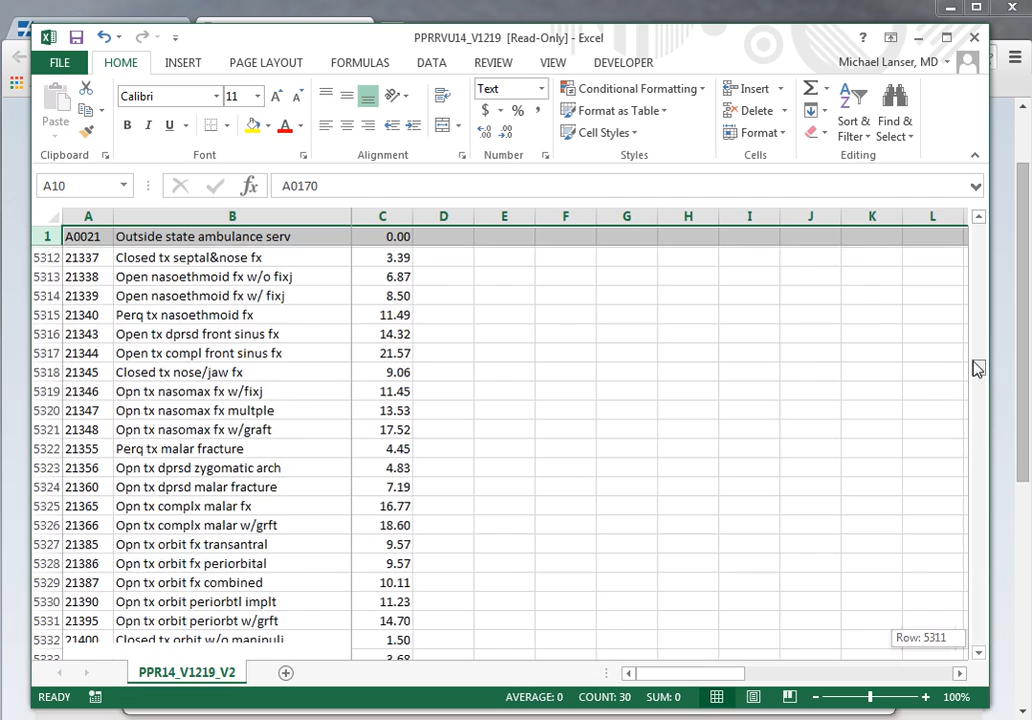 PPRRVU14_V1219 [Read-Only] - Excel
FILE HOME INSERT PAGE LAYOUT FORMULAS DATA REVIEW VIEW DEVELOPER Michael Lanser, MD
Paste Calibri 11 Text Conditional Formatting Insert Sort & Filter Find & Select
Format as Table Delete
Cell Styles Format
Clipboard Font Alignment Number Styles Cells Editing
A10 fx A0170
A B C D E F G H I J K L
1 A0021 Outside state ambulance serv 0.00
5312 21337 Closed tx septal&nose fx 3.39
5313 21338 Open nasoethmoid fx w/o fixj 6.87
5314 21339 Open nasoethmoid fx w/ fixj 8.50
5315 21340 Perq tx nasoethmoid fx 11.49
5316 21343 Open tx dprsd front sinus fx 14.32
5317 21344 Open tx compl front sinus fx 21.57
5318 21345 Closed tx nose/jaw fx 9.06
5319 21346 Opn tx nasomax fx w/fixj 11.45
5320 21347 Opn tx nasomax fx multple 13.53
5321 21348 Opn tx nasomax fx w/graft 17.52
5322 21355 Perq tx malar fracture 4.45
5323 21356 Opn tx dprsd zygomatic arch 4.83
5324 21360 Opn tx dprsd malar fracture 7.19
5325 21365 Opn tx complx malar fx 16.77
5326 21366 Opn tx complx malar w/grft 18.60
5327 21385 Opn tx orbit fx transantral 9.57
5328 21386 Opn tx orbit fx periorbital 9.57
5329 21387 Opn tx orbit fx combined 10.11
5330 21390 Opn tx orbit periorbtl implt 11.23
5331 21395 Opn tx orbit periorbt w/grft 14.70
5332 21400 Closed tx orbit w/o manipuli 1.50
5333 3.68
Row: 5311
PPR14_V1219_V2
READY AVERAGE: 0 COUNT: 30 SUM: 0 100%